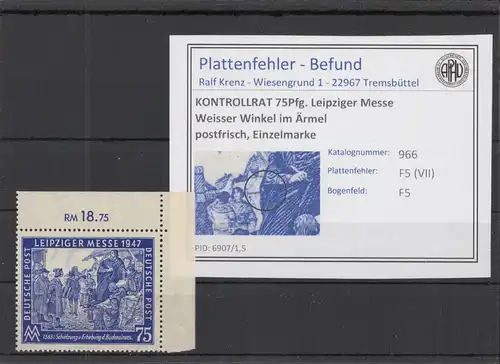 Plattenfehler - Befund
Ralf Krenz - Wiesengrund 1 - 22967 Tremsbüttel
KONTROLLRAT 75Pfg. Leipziger Messe
Weisser Winkel im Ärmel
postfrisch, Einzelmarke
Katalognummer: 966
Plattenfehler: F5 (VII)
Bogenfeld: F5
PID: 6907/1,5
RM 18.75
LEIPZIGER MESSE 1947
DEUTSCHE POST
DEUTSCHE POST
75